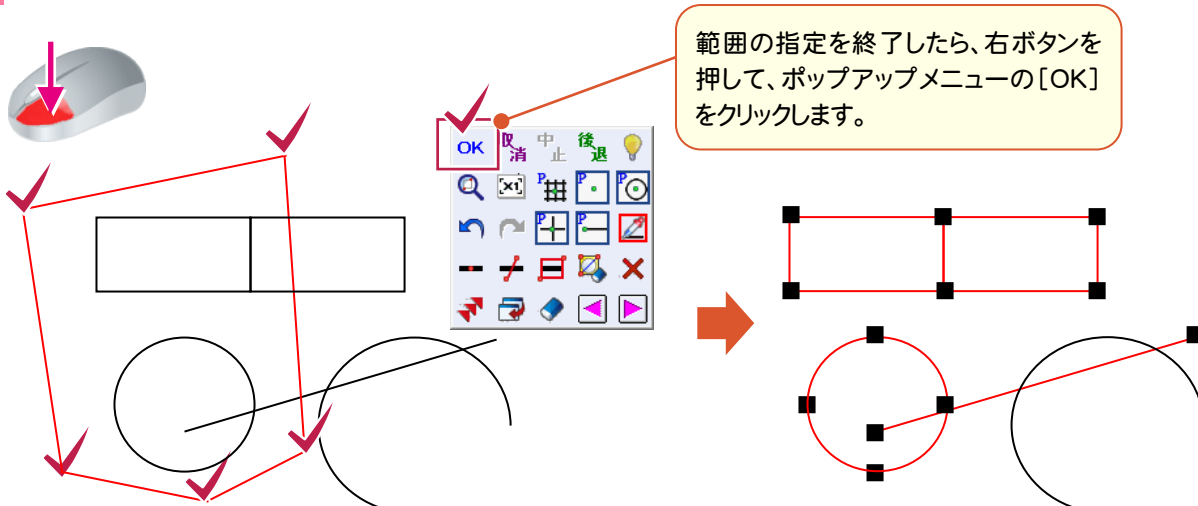 範囲の指定を終了したら、右ボタンを
押して、ポップアップメニューの[OK]
をクリックします。
OK 取消 中止 後退
[×1] P P P
P P